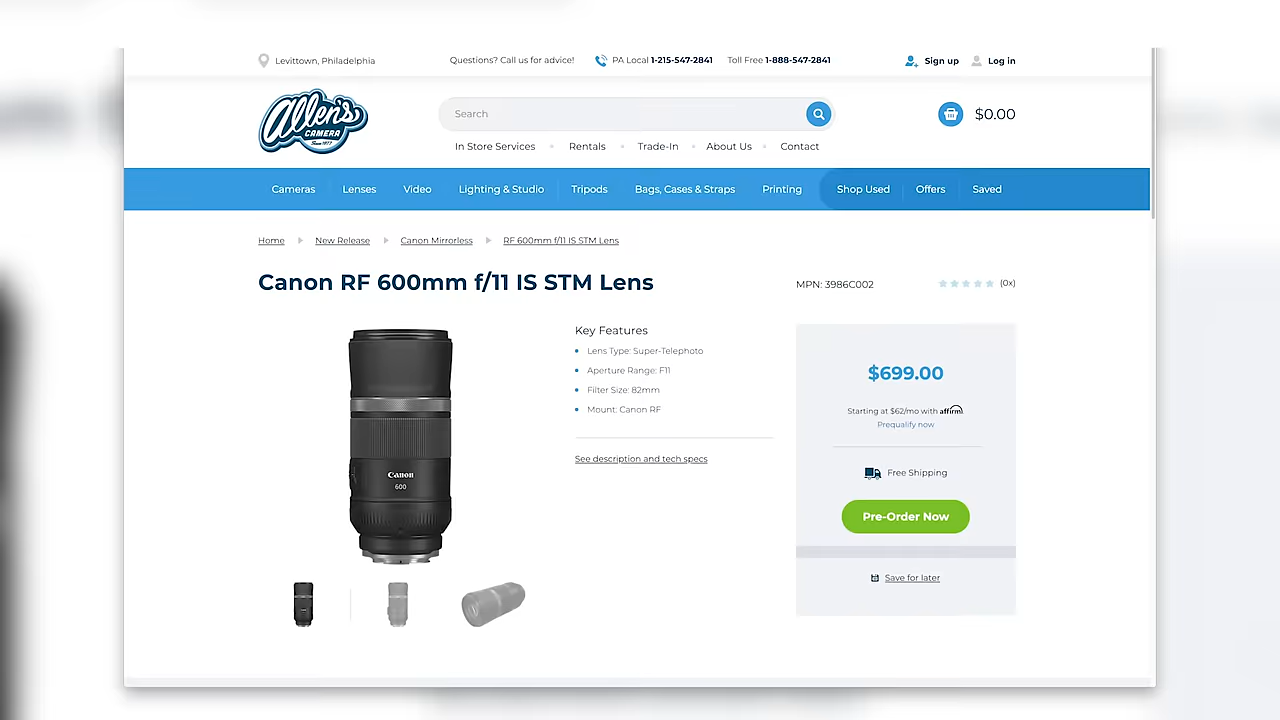 Levittown, Philadelphia
Questions? Call us for advice!
PA Local 1-215-547-2841
Toll Free 1-888-547-2841
Sign up
Log in
Allen's
CAMERA
Since 1977
Search
$0.00
In Store Services
Rentals
Trade-In
About Us
Contact
Cameras
Lenses
Video
Lighting & Studio
Tripods
Bags, Cases & Straps
Printing
Shop Used
Offers
Saved
Home
New Release
Canon Mirrorless
RF 600mm f/11 IS STM Lens
Canon RF 600mm f/11 IS STM Lens
MPN: 3986C002
(0x)
Canon
600
Key Features
Lens Type: Super-Telephoto
Aperture Range: F11
Filter Size: 82mm
Mount: Canon RF
See description and tech specs
$699.00
Starting at $62/mo with affirm
Prequalify now
Free Shipping
Pre-Order Now
Save for later